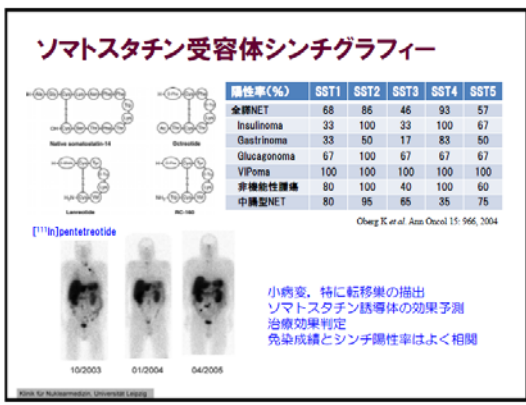 ソマトスタチン受容体シンチグラフィー
Native somatostatin-14
Octreotide
Lanreotide
RC-160
陽性率(%) SST1 SST2 SST3 SST4 SST5
全膵NET 68 86 46 93 57
Insulinoma 33 100 33 100 67
Gastrinoma 33 50 17 83 50
Glucagonoma 67 100 67 67 67
VIPoma 100 100 100 100 100
非機能性腫瘍 80 100 40 100 60
中腸型NET 80 95 65 35 75
Oberg K et al. Ann Oncol 15: 966, 2004
[111In]pentetreotide
小病変，特に転移巣の描出
ソマトスタチン誘導体の効果予測
治療効果判定
免染成績とシンチ陽性率はよく相関
10/2003 01/2004 04/2005
Klinik für Nuklearmedizin, Universität Leipzig